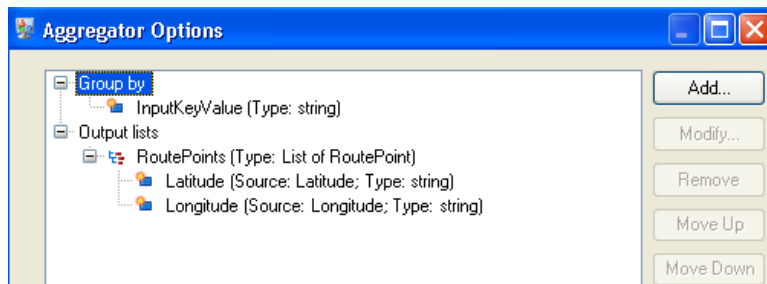 Aggregator Options
Group by
InputKeyValue (Type: string)
Output lists
RoutePoints (Type: List of RoutePoint)
Latitude (Source: Latitude; Type: string)
Longitude (Source: Longitude; Type: string)
Add...
Modify...
Remove
Move Up
Move Down